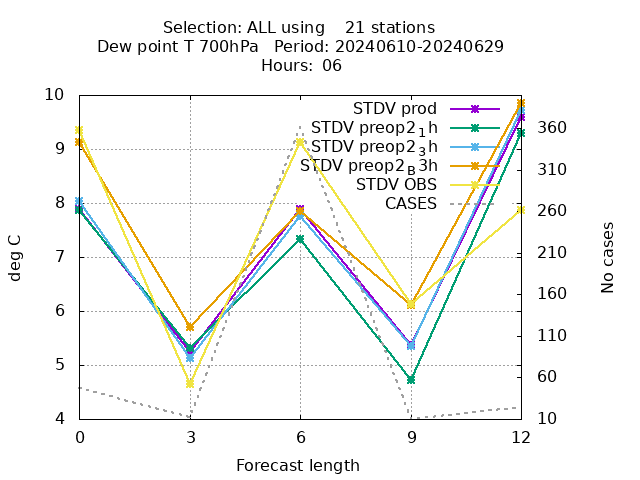 Selection: ALL using    21 stations
Dew point T 700hPa   Period: 20240610-20240629
Hours: 06
10
9
8
7
6
5
4
deg C
STDV prod
STDV preop2_1h
STDV preop2_3h
STDV preop2_B3h
STDV OBS
CASES
360
310
260
210
160
110
60
10
No cases
0 3 6 9 12
Forecast length